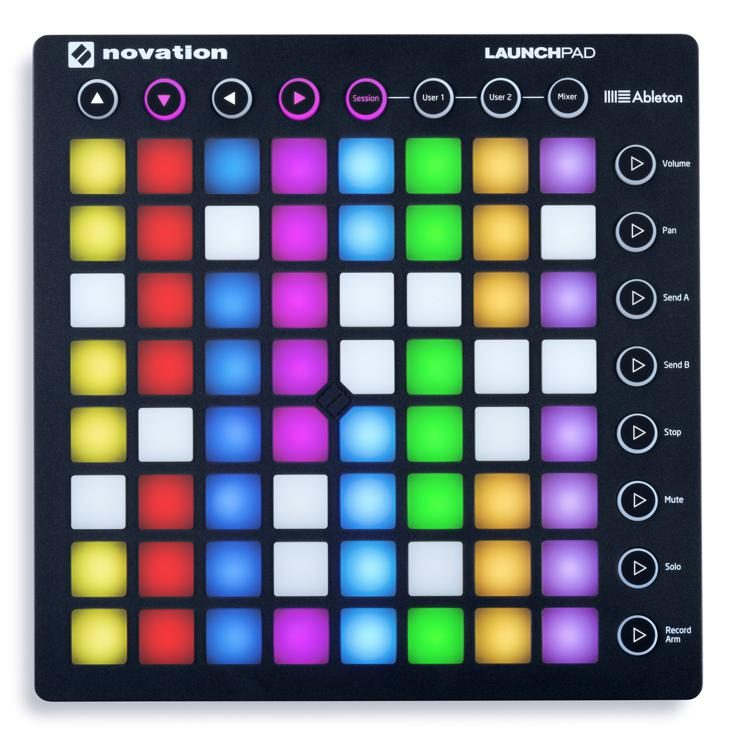 novation
LAUNCHPAD
Session
User 1
User 2
Mixer
Ableton
Volume
Pan
Send A
Send B
Stop
Mute
Solo
Record
Arm